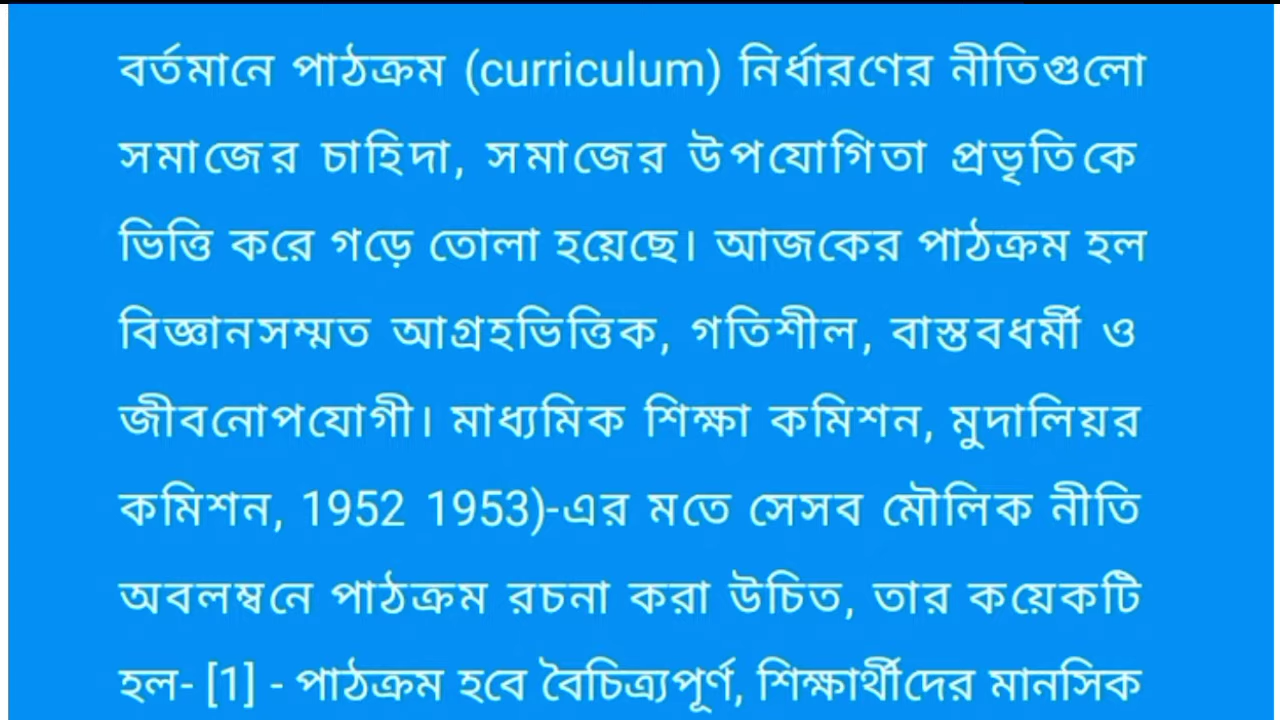 বর্তমানে পাঠক্রম (curriculum) নির্ধারণের নীতিগুলো
সমাজের চাহিদা, সমাজের উপযোগিতা প্রভৃতিকে
ভিত্তি করে গড়ে তোলা হয়েছে। আজকের পাঠক্রম হল
বিজ্ঞানসম্মত আগ্রহভিত্তিক, গতিশীল, বাস্তবধর্মী ও
জীবনোপযোগী। মাধ্যমিক শিক্ষা কমিশন, মুদালিয়র
কমিশন, 1952 1953)-এর মতে সেসব মৌলিক নীতি
অবলম্বনে পাঠক্রম রচনা করা উচিত, তার কয়েকটি
হল- [1] - পাঠক্রম হবে বৈচিত্র্যপূর্ণ, শিক্ষার্থীদের মানসিক